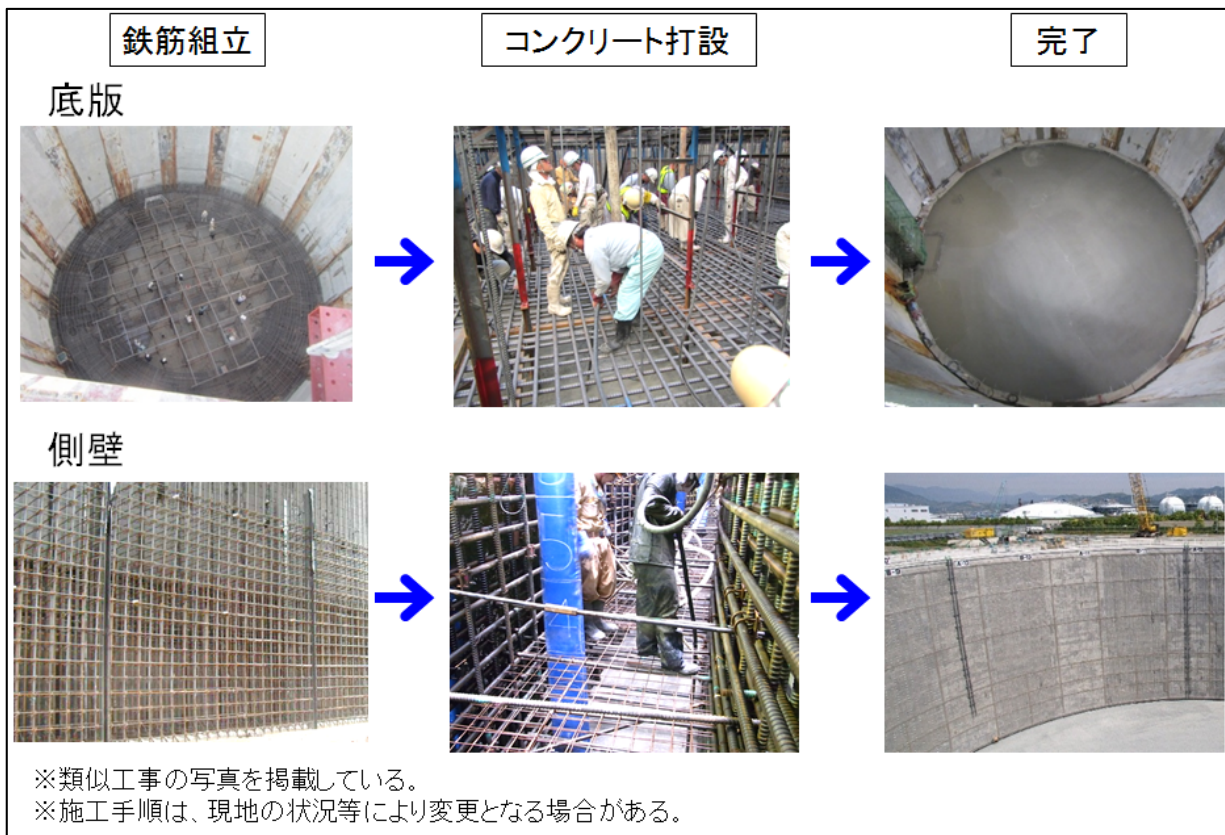 鉄筋組立
コンクリート打設
完了
底版
側壁
※類似工事の写真を掲載している。
※施工手順は、現地の状況等により変更となる場合がある。